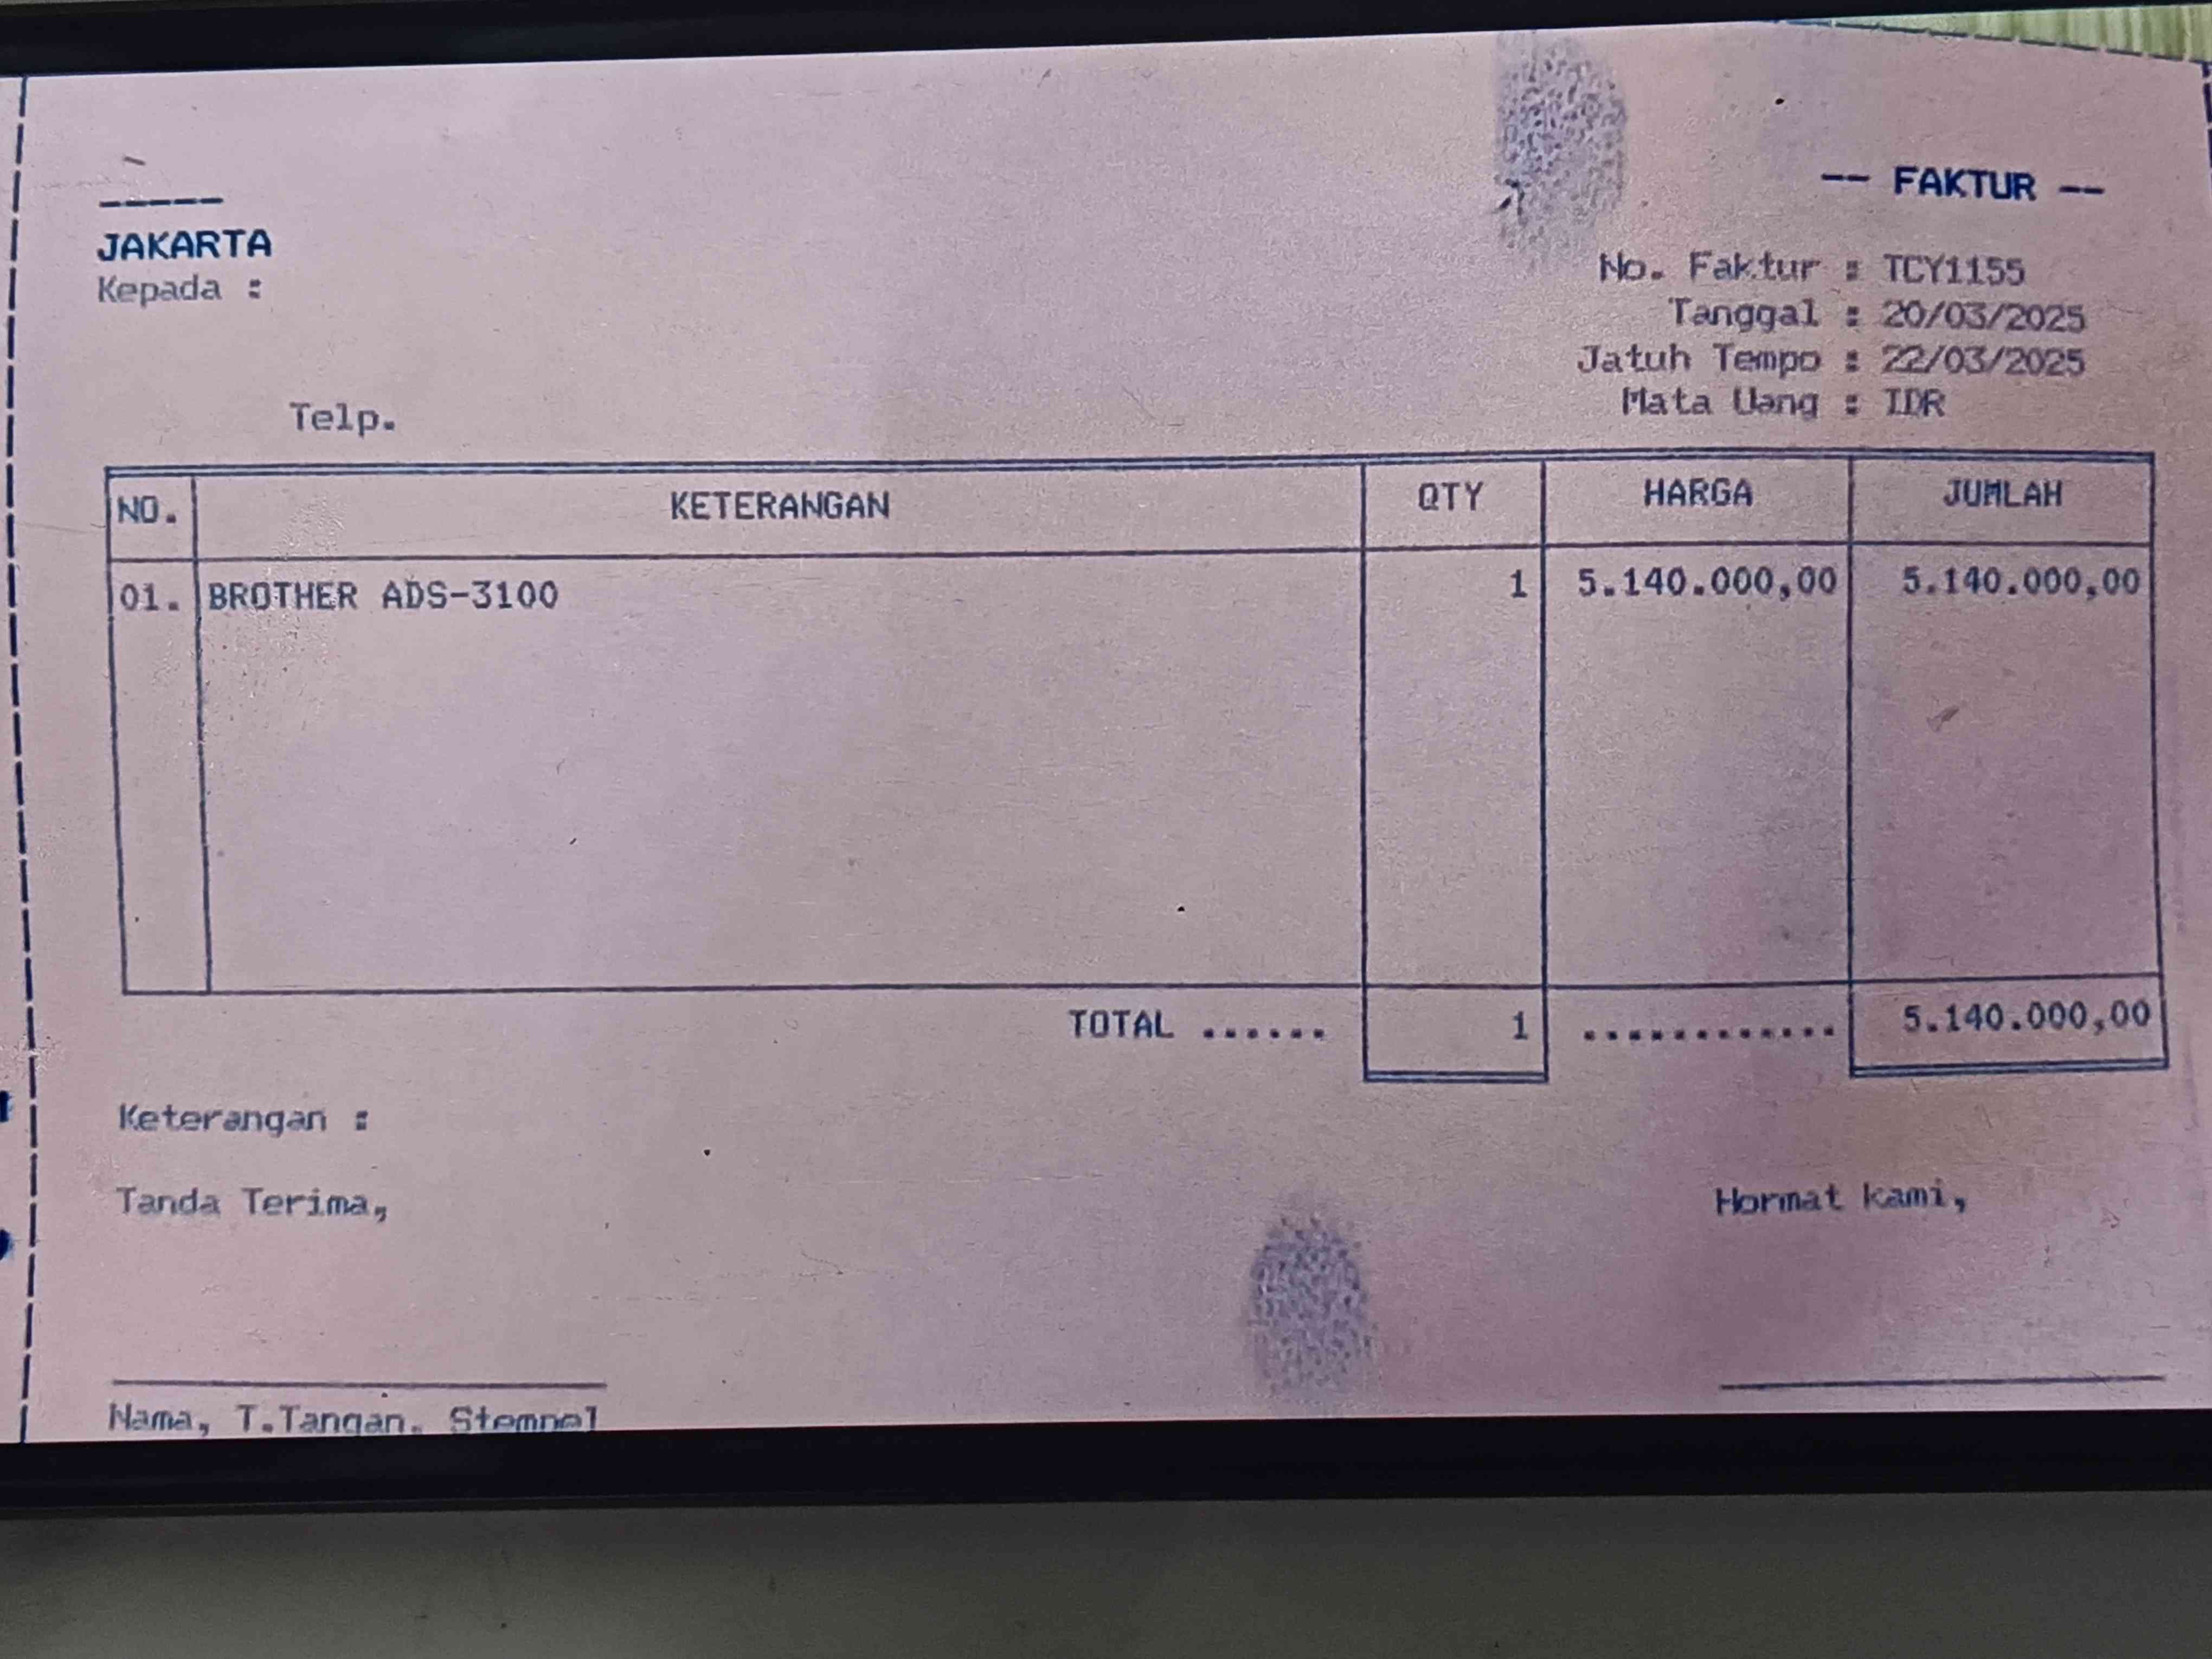 -----
-- FAKTUR --
JAKARTA
Kepada :
No. Faktur : TCY1155
Tanggal : 20/03/2025
Jatuh Tempo : 22/03/2025
Mata Uang : IDR
Telp.
NO. KETERANGAN QTY HARGA JUMLAH
01. BROTHER ADS-3100 1 5.140.000,00 5.140.000,00
TOTAL ...... 1 ............ 5.140.000,00
Keterangan :
Tanda Terima, Hormat kami,
Nama, T.Tangan. Stempel